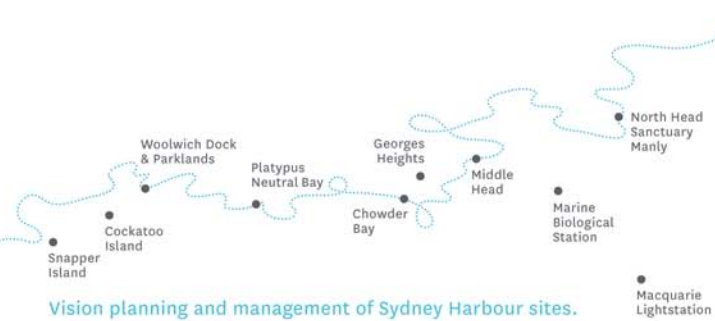 North Head
Sanctuary
Manly
Woolwich Dock
& Parklands
Georges
Heights
Platypus
Neutral Bay
Middle
Head
Chowder
Bay
Marine
Biological
Station
Cockatoo
Island
Snapper
Island
Macquarie
Lightstation
Vision planning and management of Sydney Harbour sites.